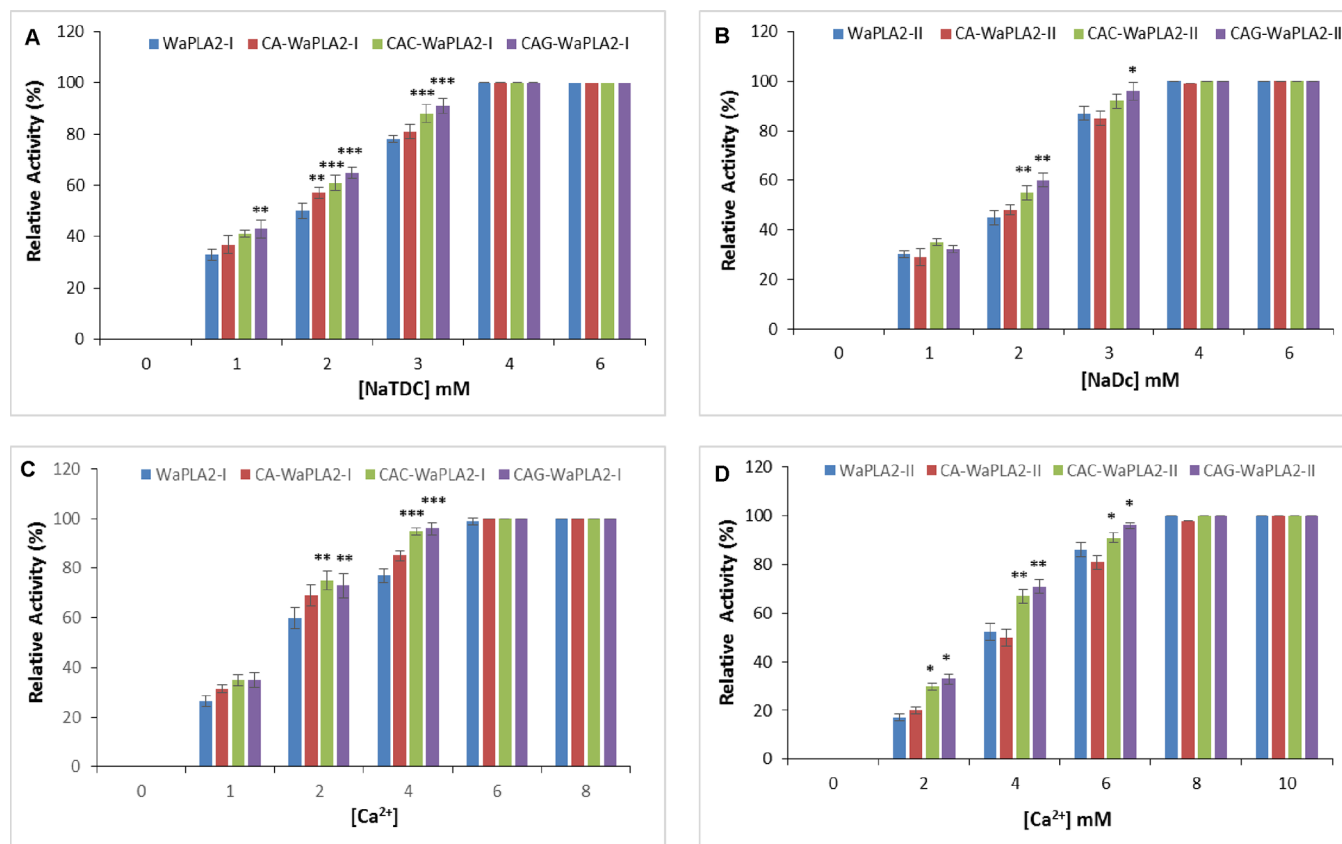 A
WaPLA2-I CA-WaPLA2-I CAC-WaPLA2-I CAG-WaPLA2-I
Relative Activity (%)
120
100
80
60
40
20
0
** ** *** *** *** ***
0 1 2 3 4 6
[NaTDC] mM
B
WaPLA2-II CA-WaPLA2-II CAC-WaPLA2-II CAG-WaPLA2-II
Relative Activity (%)
120
100
80
60
40
20
0
** ** *
0 1 2 3 4 6
[NaDc] mM
C
WaPLA2-I CA-WaPLA2-I CAC-WaPLA2-I CAG-WaPLA2-I
Relative Activity (%)
120
100
80
60
40
20
0
** ** *** ***
0 1 2 4 6 8
[Ca²⁺]
D
WaPLA2-II CA-WaPLA2-II CAC-WaPLA2-II CAG-WaPLA2-II
Relative Activity (%)
120
100
80
60
40
20
0
* * ** ** * *
0 2 4 6 8 10
[Ca²⁺] mM